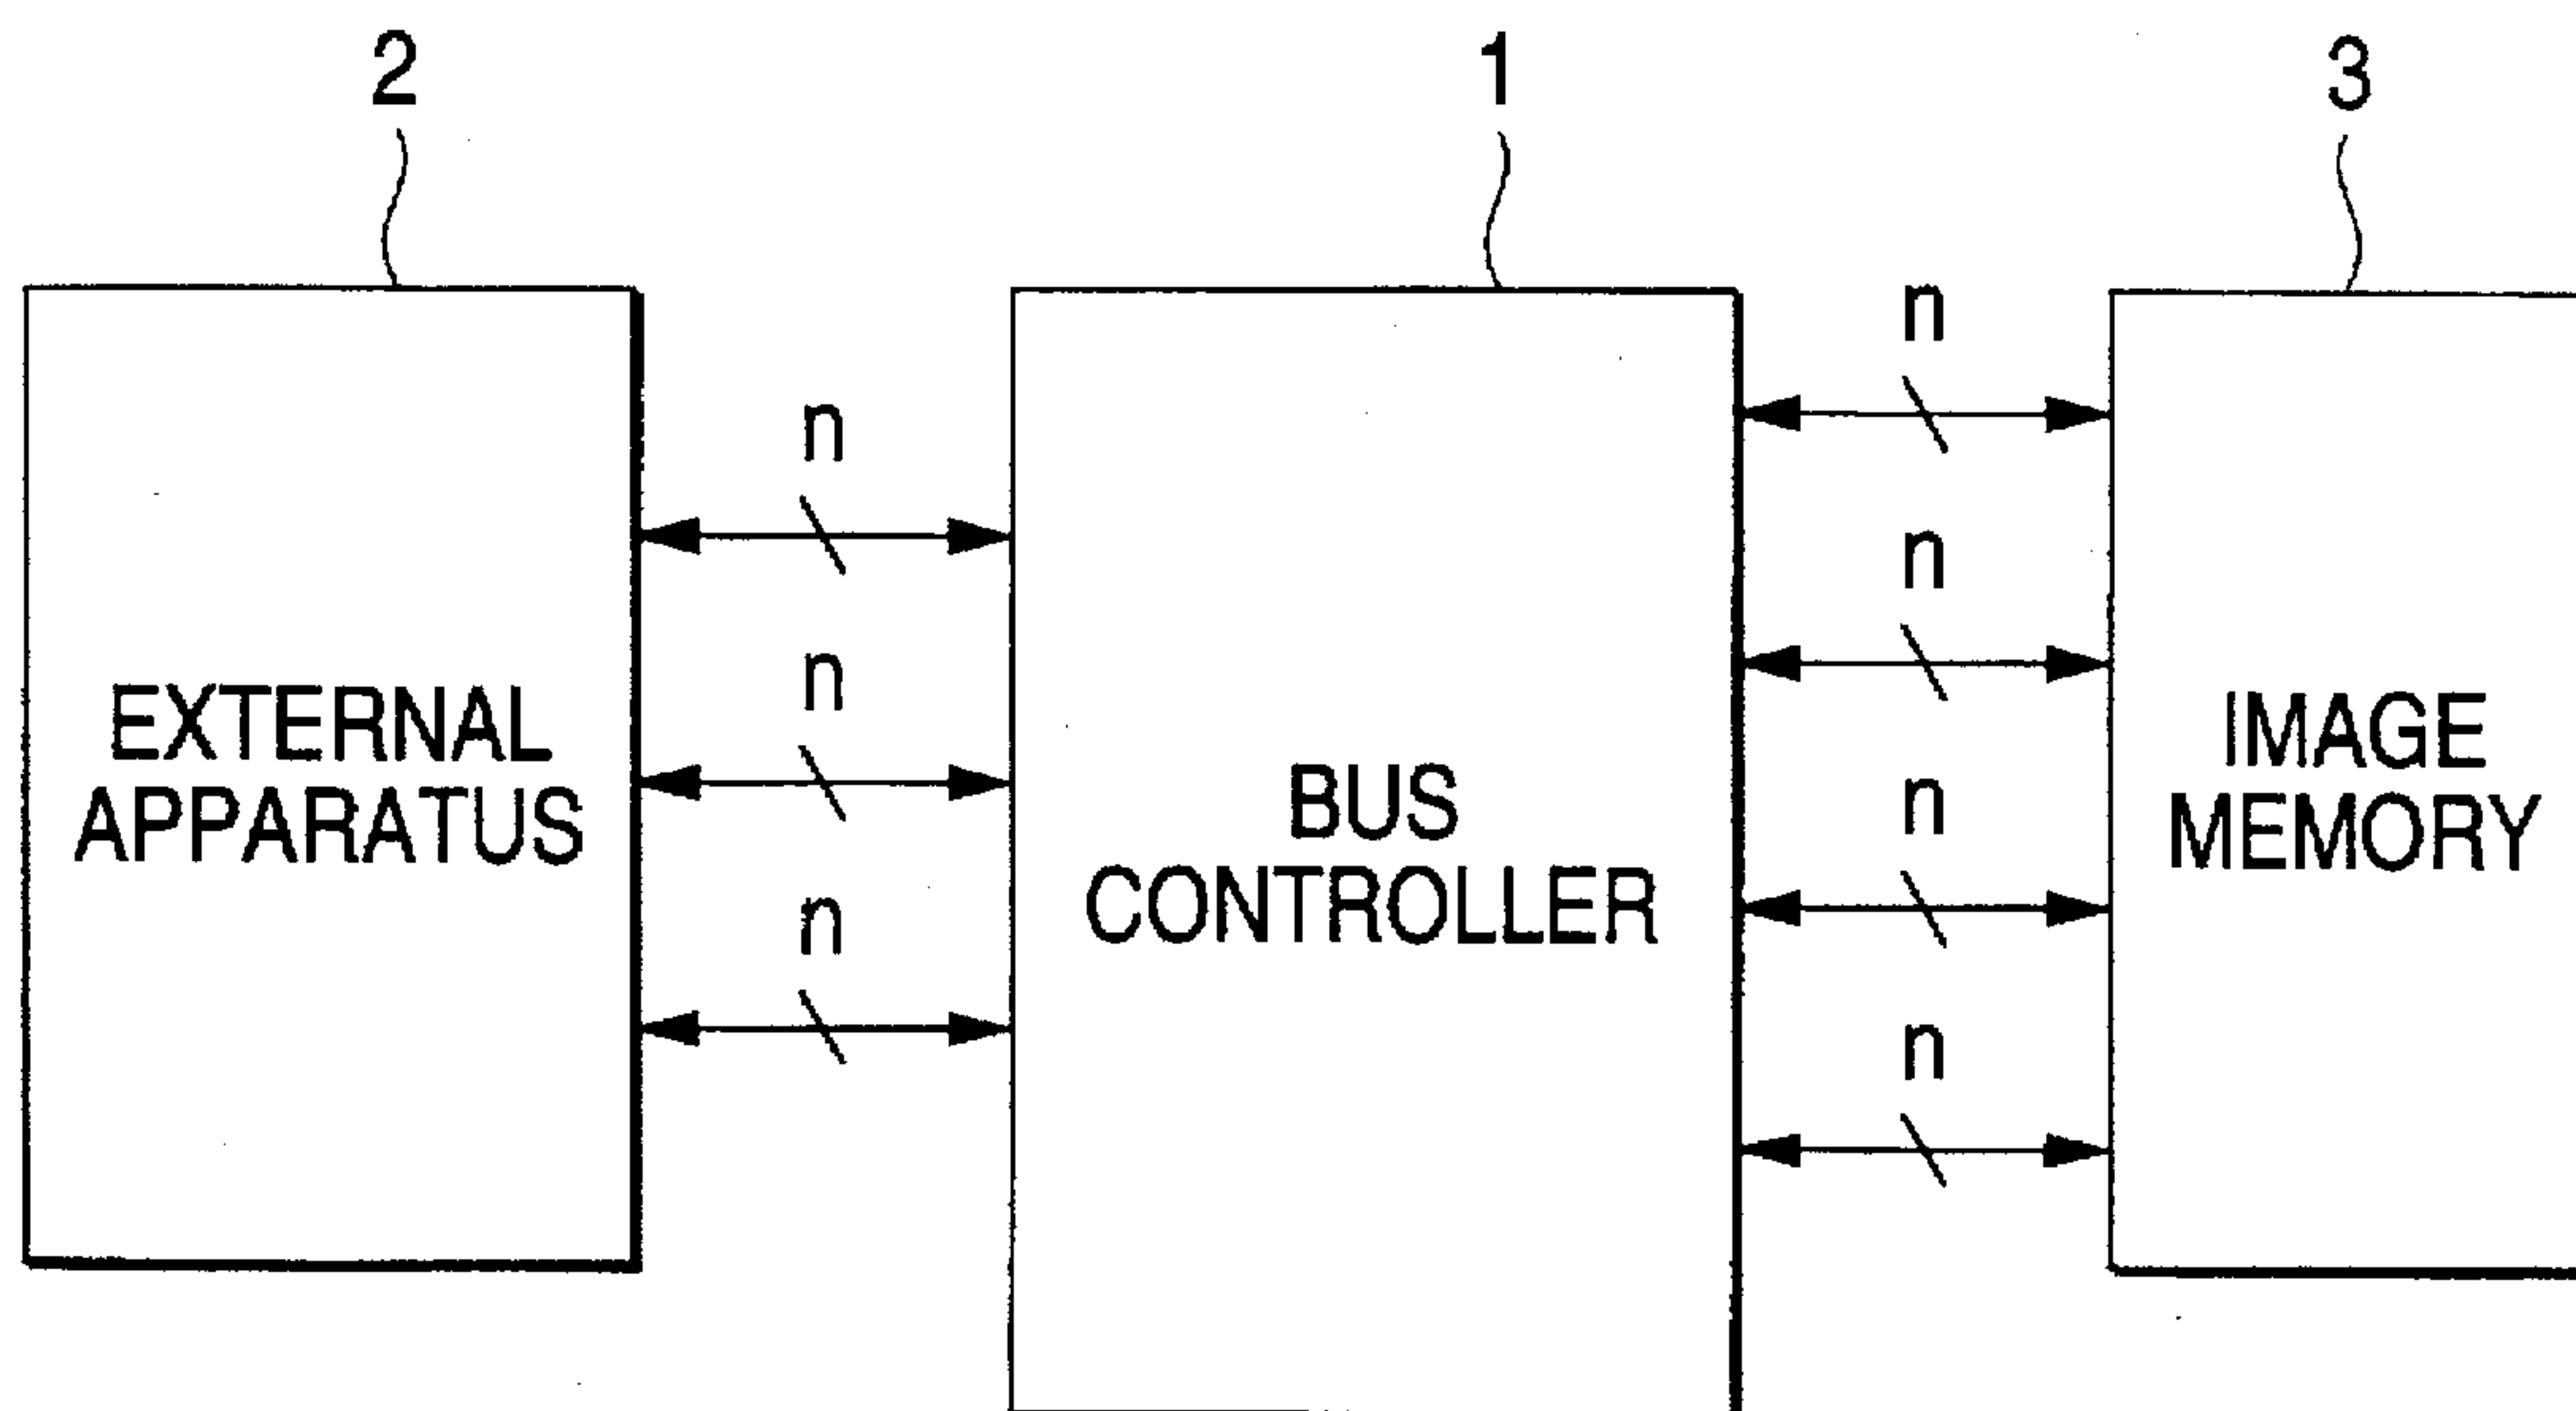 2
1
3
n
n
n
n
n
n
n
EXTERNAL
APPARATUS
BUS
CONTROLLER
IMAGE
MEMORY